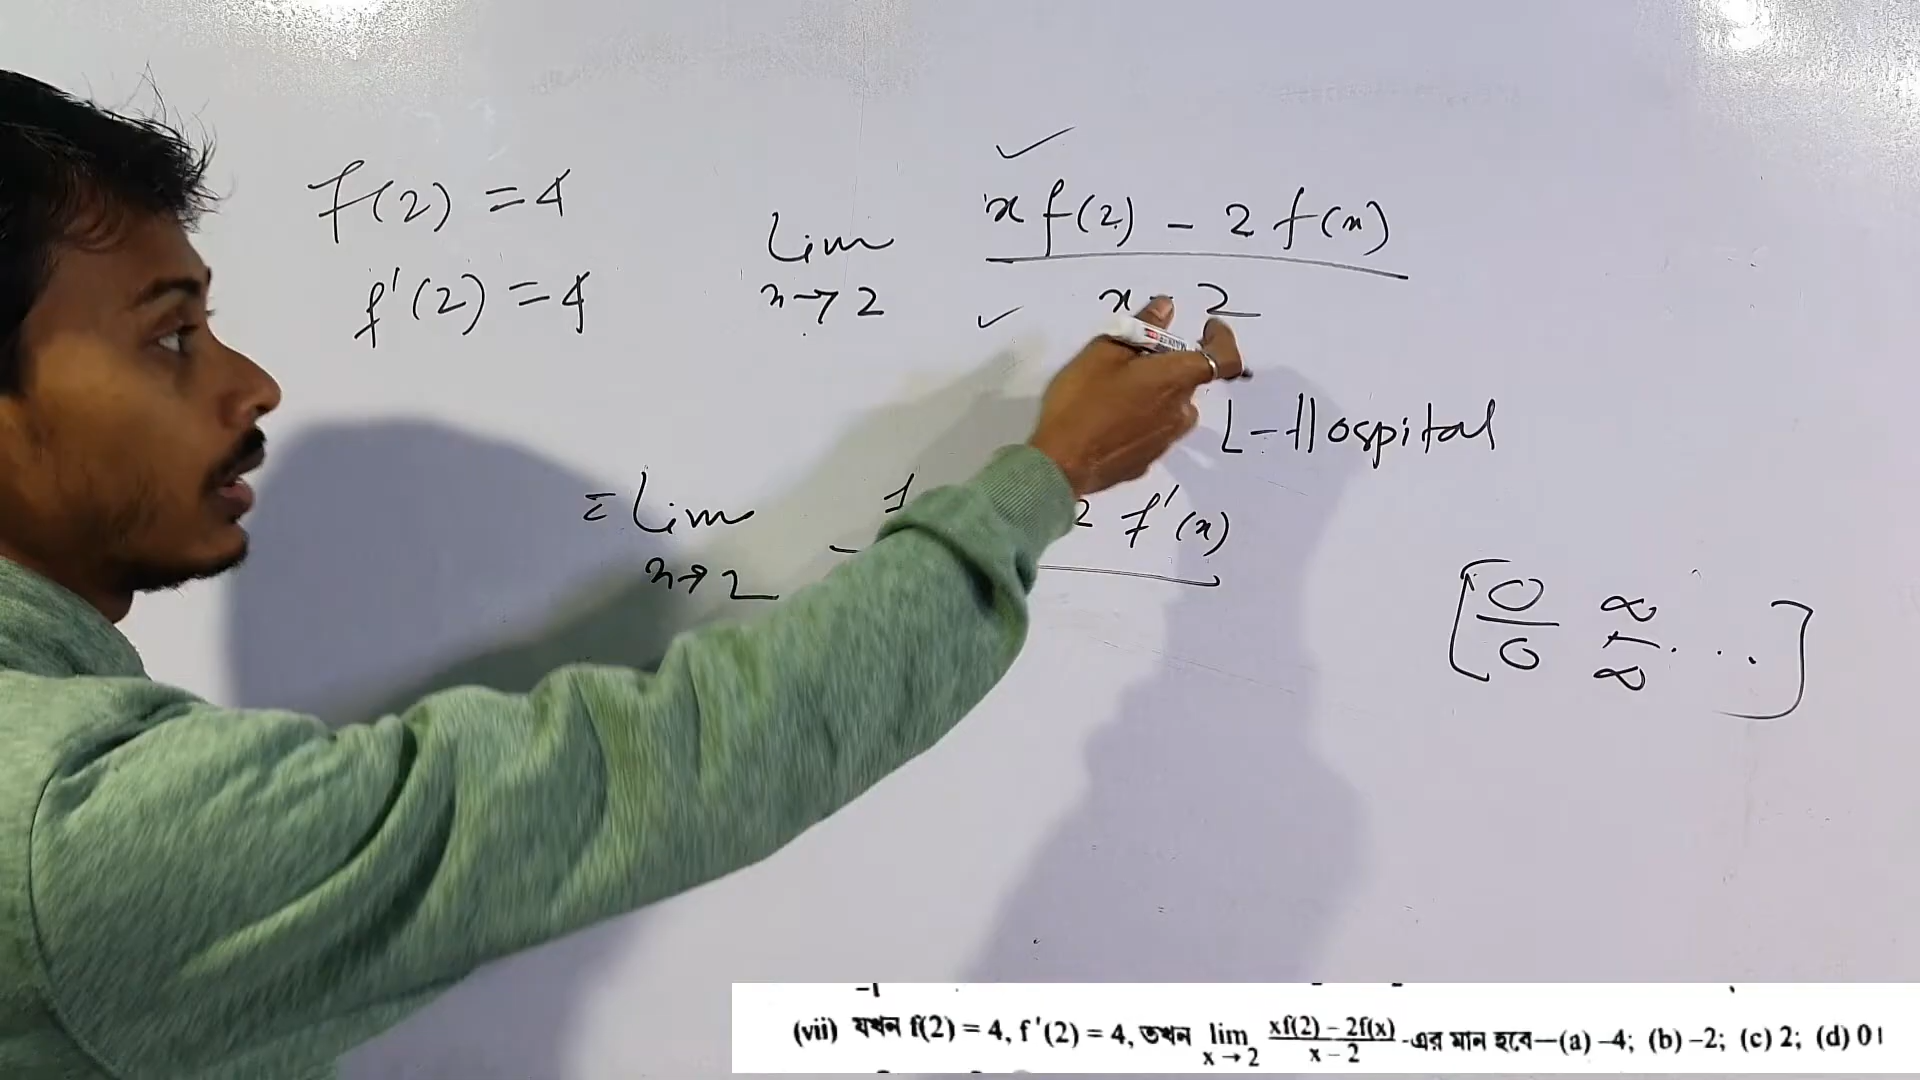 f(2) = 4
f'(2) = 4
lim x f(2) - 2 f(x)
x→2 x - 2
L-Hospital
= lim 1 2 f'(x)
x→2
[0/0 ∞/∞ . . .]
(vii) যখন f(2) = 4, f '(2) = 4, তখন lim x→2 xf(2) – 2f(x) / x – 2 -এর মান হবে—(a) –4; (b) –2; (c) 2; (d) 0।